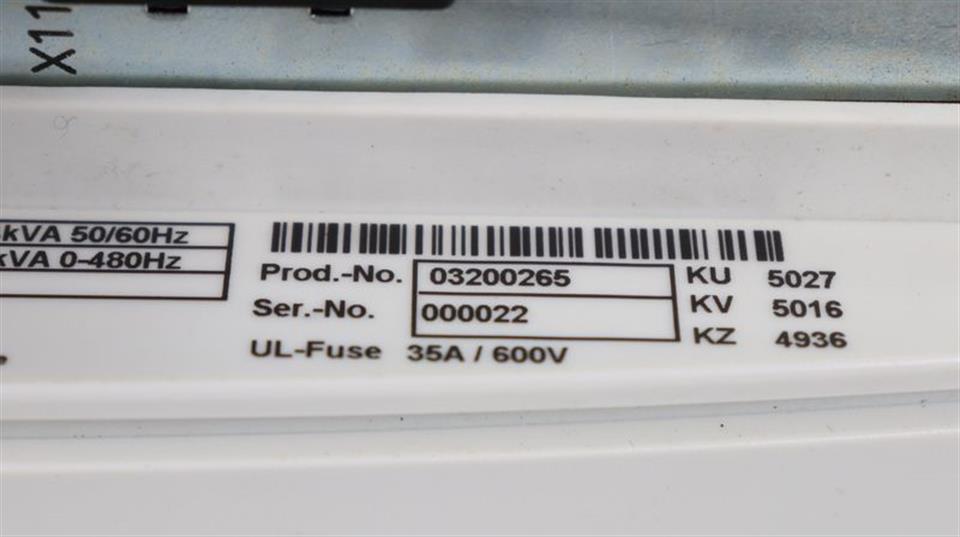 X11
kVA 50/60Hz
kVA 0-480Hz
Prod.-No. 03200265 KU 5027
Ser.-No. 000022 KV 5016
UL-Fuse 35A / 600V KZ 4936